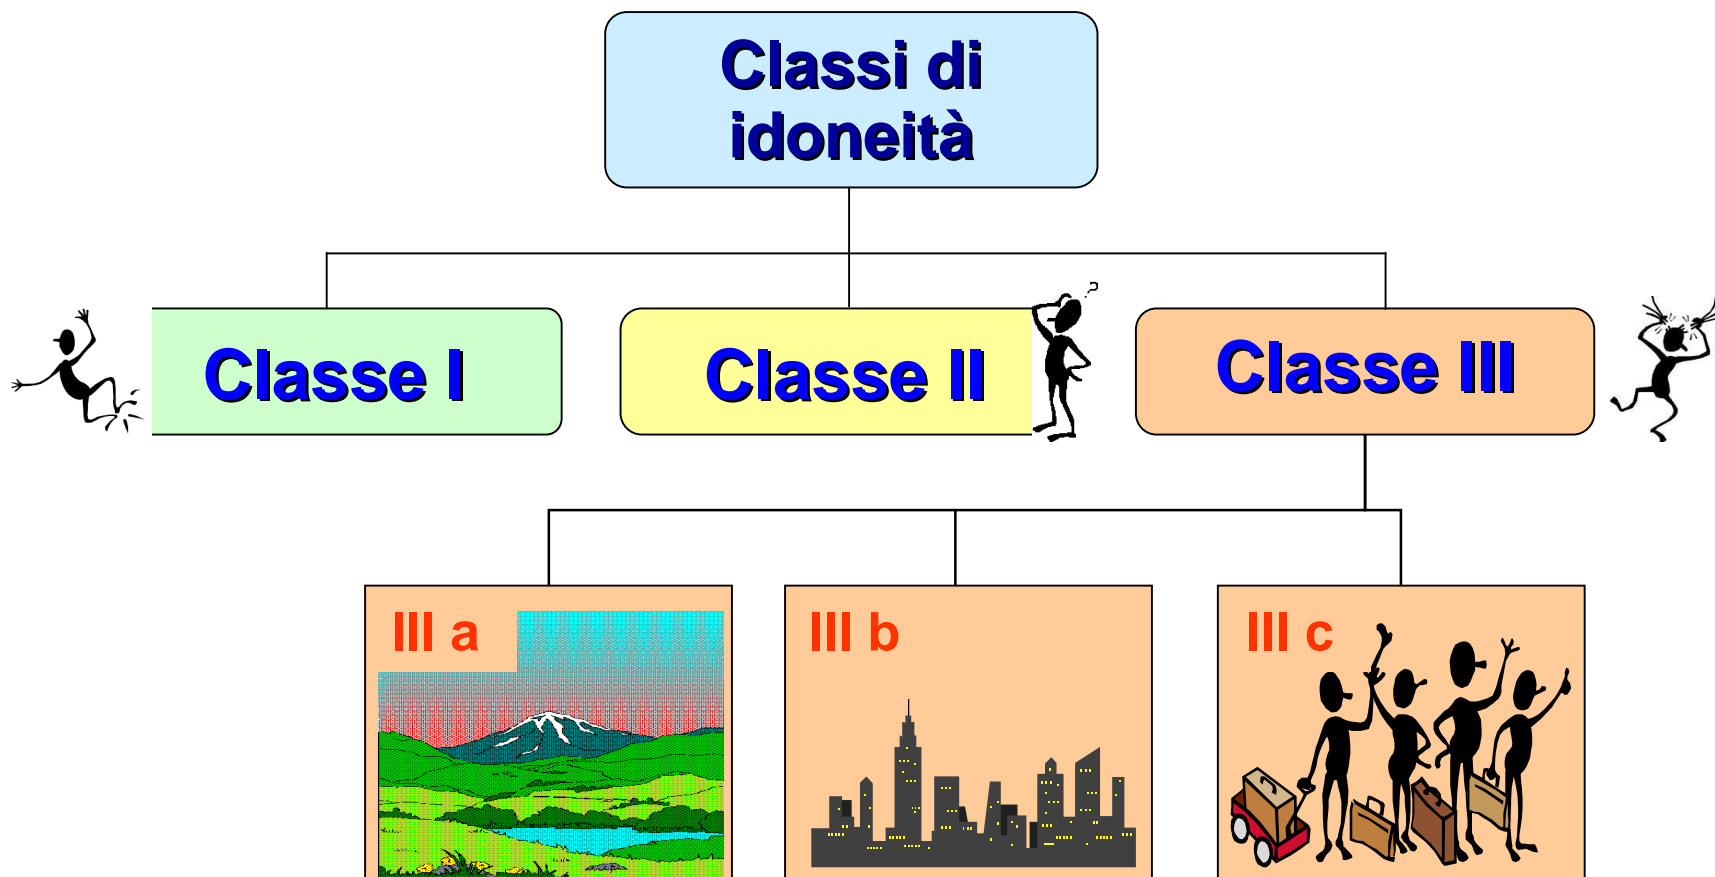 Classi di
idoneità
?
Classe I
Classe II
Classe III
III a
III b
III c